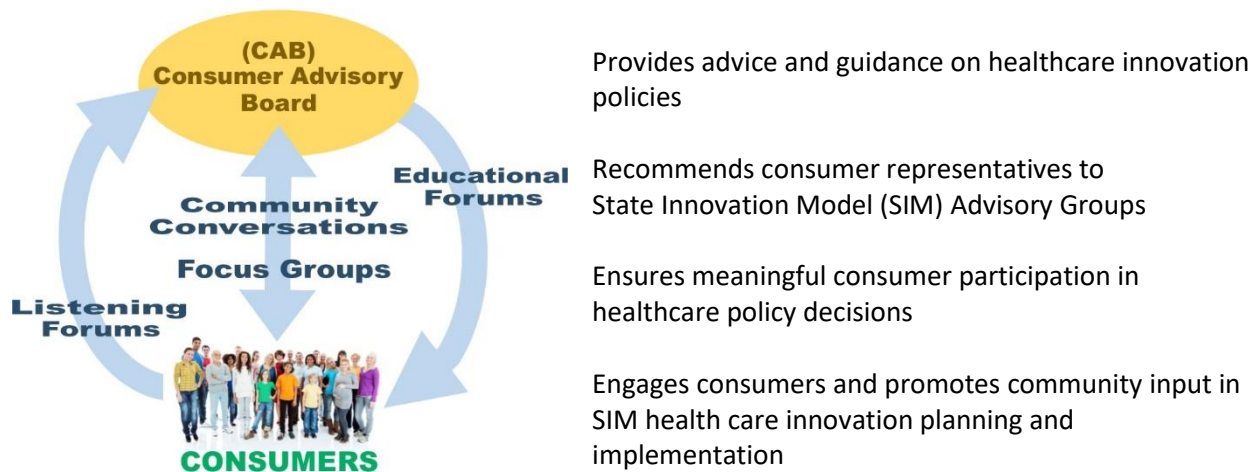 (CAB)
Consumer Advisory
Board
Educational
Forums
Community
Conversations
Focus Groups
Listening
Forums
CONSUMERS
Provides advice and guidance on healthcare innovation
policies
Recommends consumer representatives to
State Innovation Model (SIM) Advisory Groups
Ensures meaningful consumer participation in
healthcare policy decisions
Engages consumers and promotes community input in
SIM health care innovation planning and
implementation